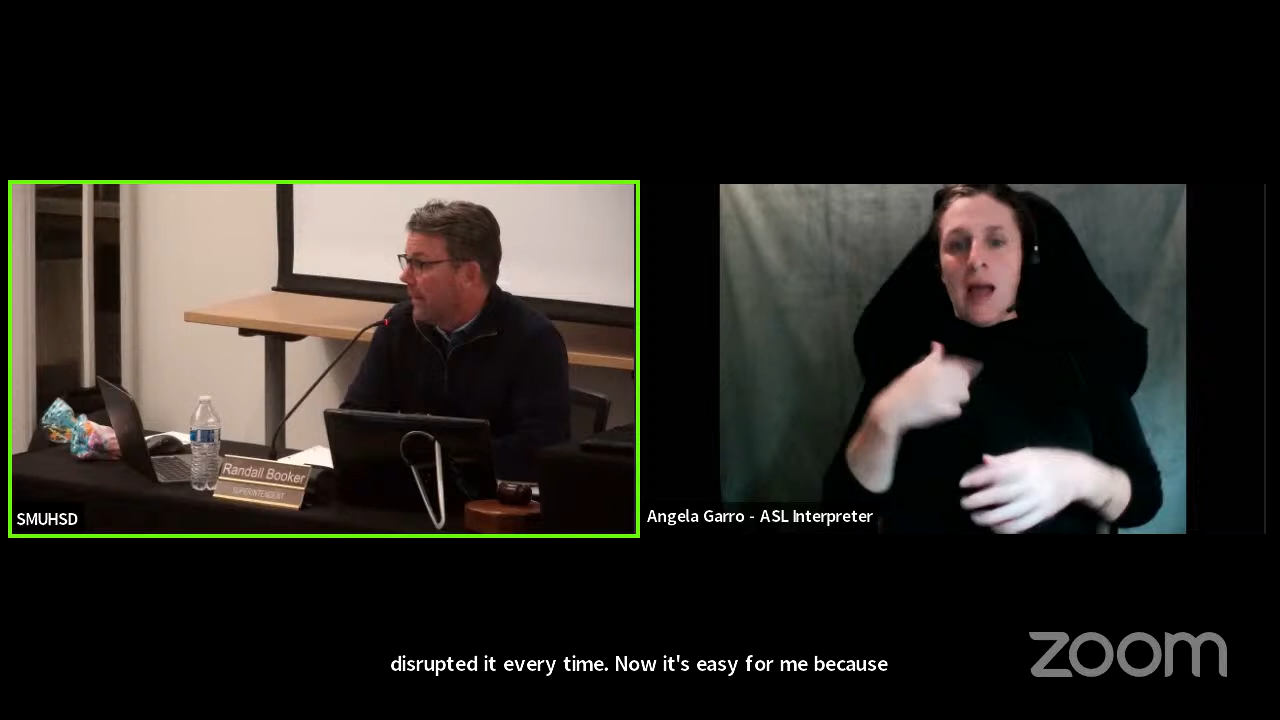 Randall Booker
SUPERINTENDENT
SMUHSD
Angela Garro - ASL Interpreter
disrupted it every time. Now it's easy for me because
zoom